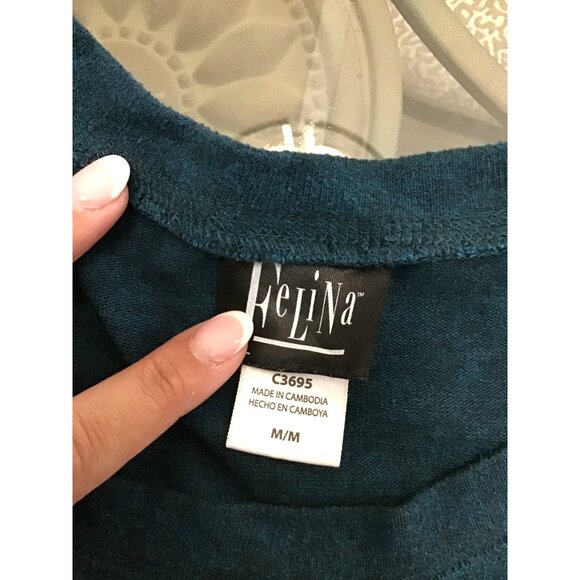 FeLiNa™
C3695
MADE IN CAMBODIA
HECHO EN CAMBOYA
M/M